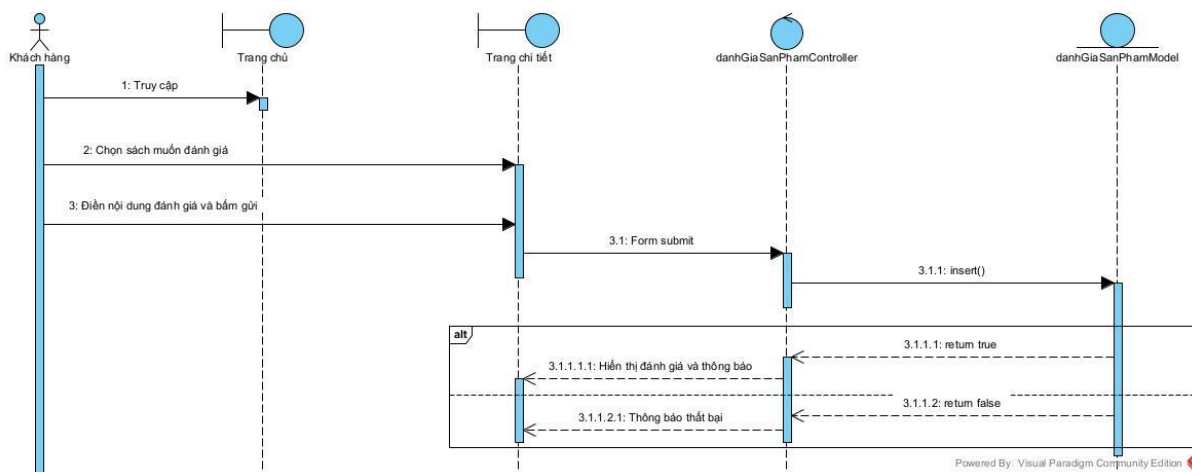 Khách hàng
Trang chủ
Trang chi tiết
danhGiaSanPhamController
danhGiaSanPhamModel
1: Truy cập
2: Chọn sách muốn đánh giá
3: Điền nội dung đánh giá và bấm gửi
3.1: Form submit
3.1.1: insert()
alt
3.1.1.1: return true
3.1.1.1.1: Hiển thị đánh giá và thông báo
3.1.1.2: return false
3.1.1.2.1: Thông báo thất bại
Powered By: Visual Paradigm Community Edition